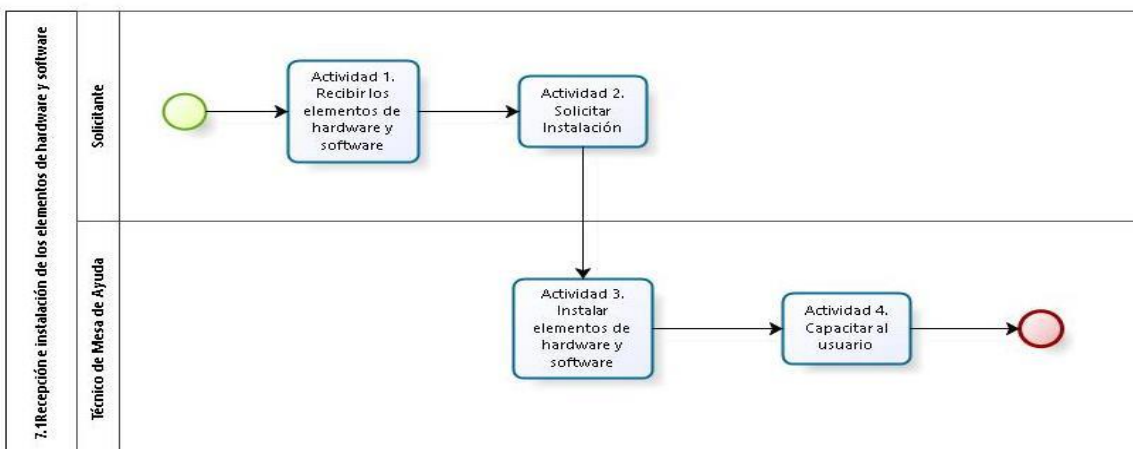 7.1Recepción e instalación de los elementos de hardware y software
Solicitante
Actividad 1.
Recibir los
elementos de
hardware y
software
Actividad 2.
Solicitar
Instalación
Técnico de Mesa de Ayuda
Actividad 3.
Instalar
elementos de
hardware y
software
Actividad 4.
Capacitar al
usuario